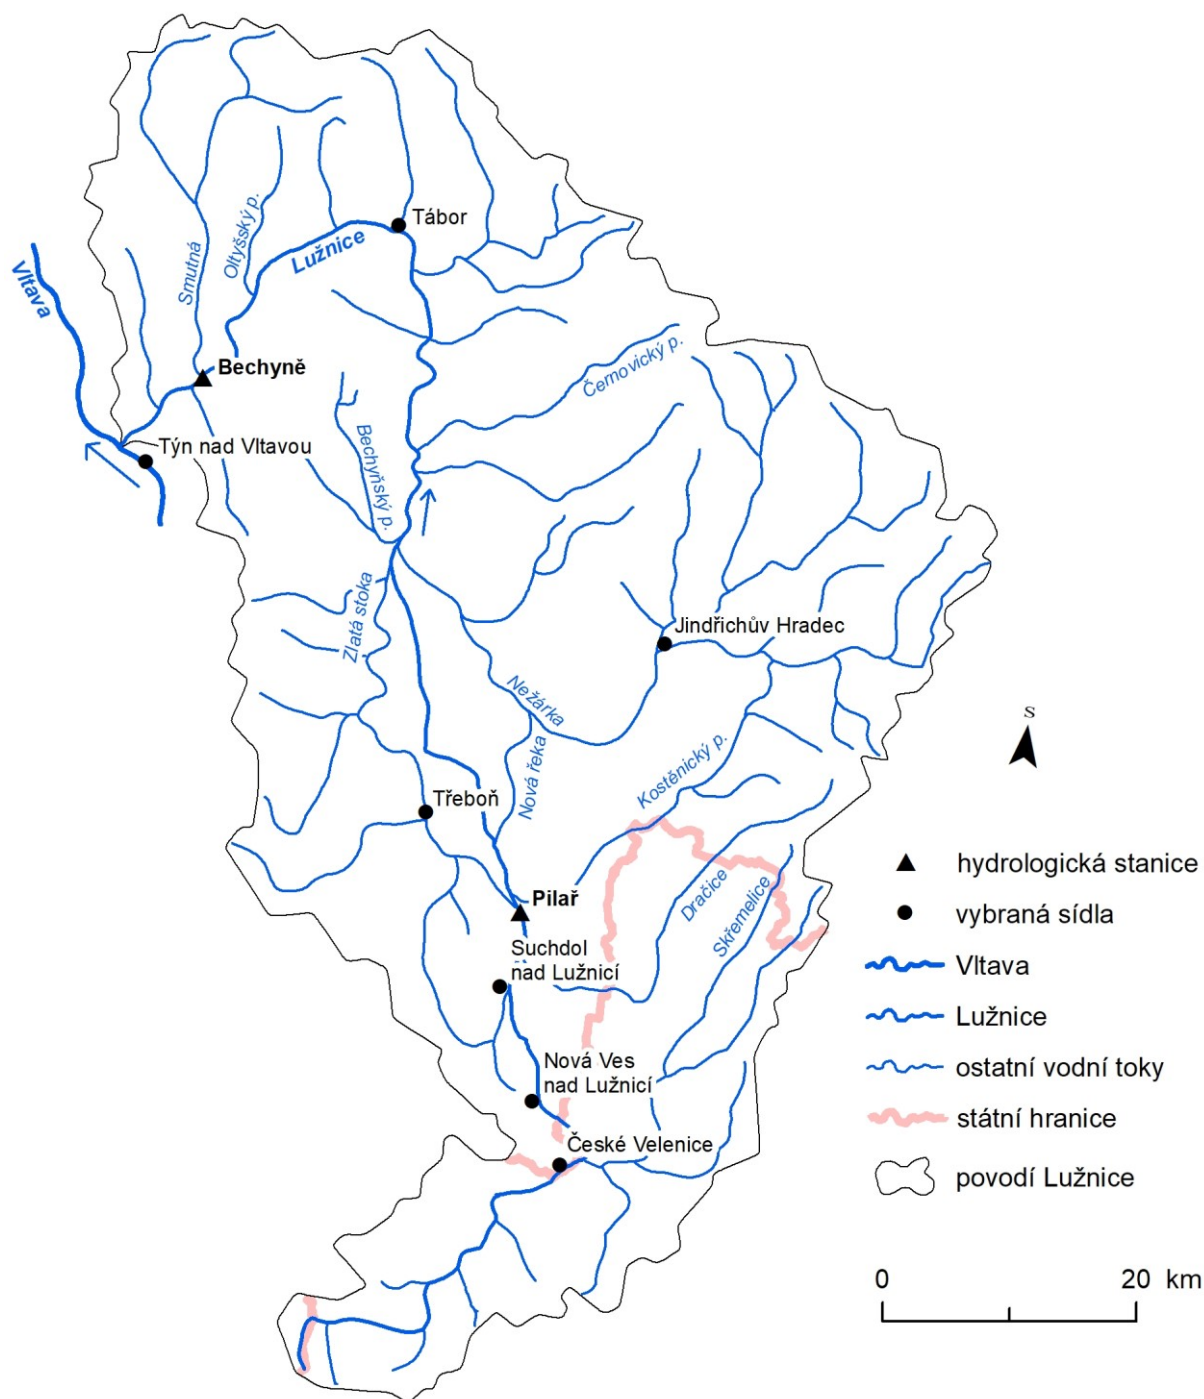 Tábor
Lužnice
Oltyšský p.
Smutná
Vltava
Bechyně
Černovický p.
Týn nad Vltavou
Bechyňský p.
Zlatá stoka
Jindřichův Hradec
Nežárka
Nová řeka
Kostěnický p.
Třeboň
Dračice
Skřemelice
Pilař
Suchdol
nad Lužnicí
Nová Ves
nad Lužnicí
České Velenice
S
hydrologická stanice
vybraná sídla
Vltava
Lužnice
ostatní vodní toky
státní hranice
povodí Lužnice
0 20 km